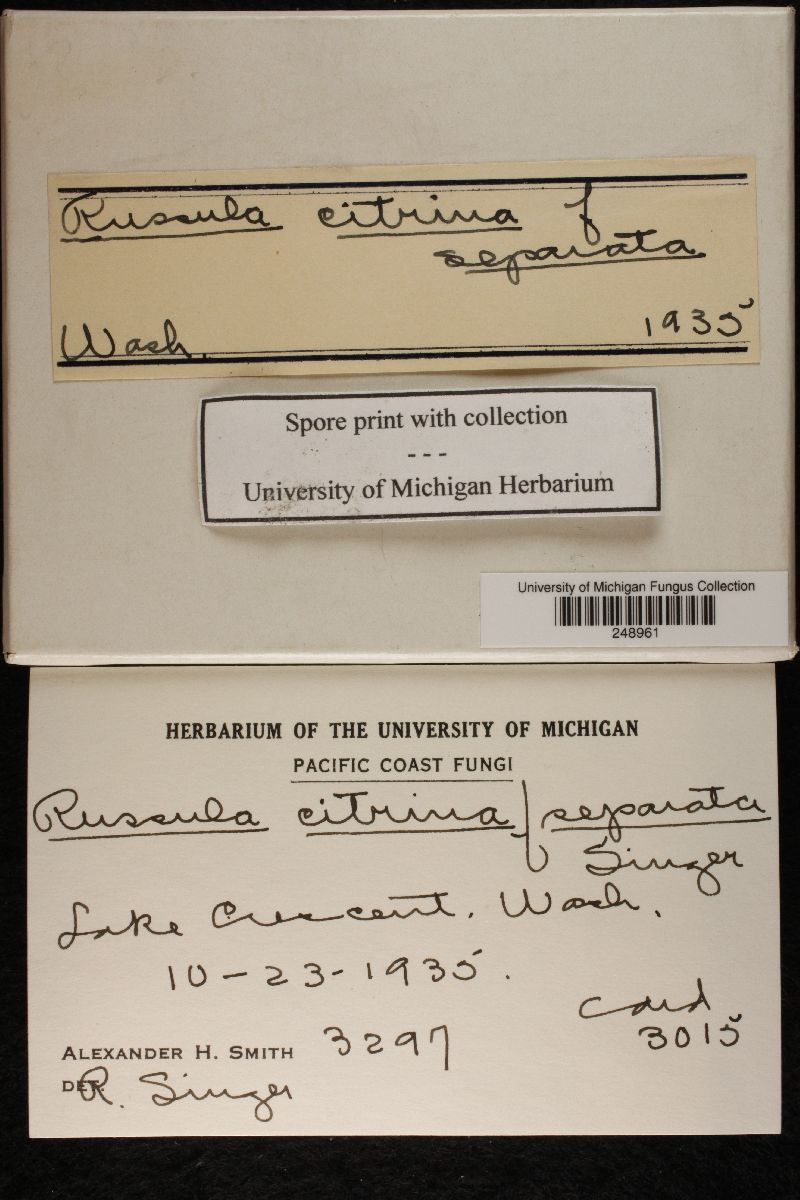 Russula citrina f
separata
Wash. 1935
Spore print with collection
---
University of Michigan Herbarium
University of Michigan Fungus Collection
248961
HERBARIUM OF THE UNIVERSITY OF MICHIGAN
PACIFIC COAST FUNGI
Russula citrina f separata
Singer
Lake Crescent. Wash.
10-23-1935.
card
ALEXANDER H. SMITH 3297 3015
DET. R. Singer